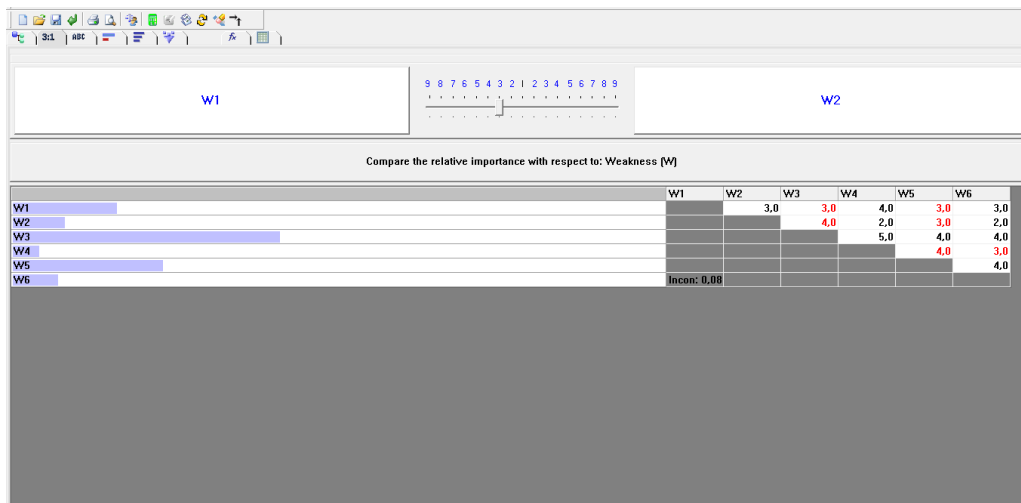 3:1 ABC fx
9 8 7 6 5 4 3 2 1 2 3 4 5 6 7 8 9
W1 W2
Compare the relative importance with respect to: Weakness (W)
W1 W2 W3 W4 W5 W6
W1 3,0 3,0 4,0 3,0 3,0
W2 4,0 2,0 3,0 2,0
W3 5,0 4,0 4,0
W4 4,0 3,0
W5 4,0
W6 Incon: 0,08